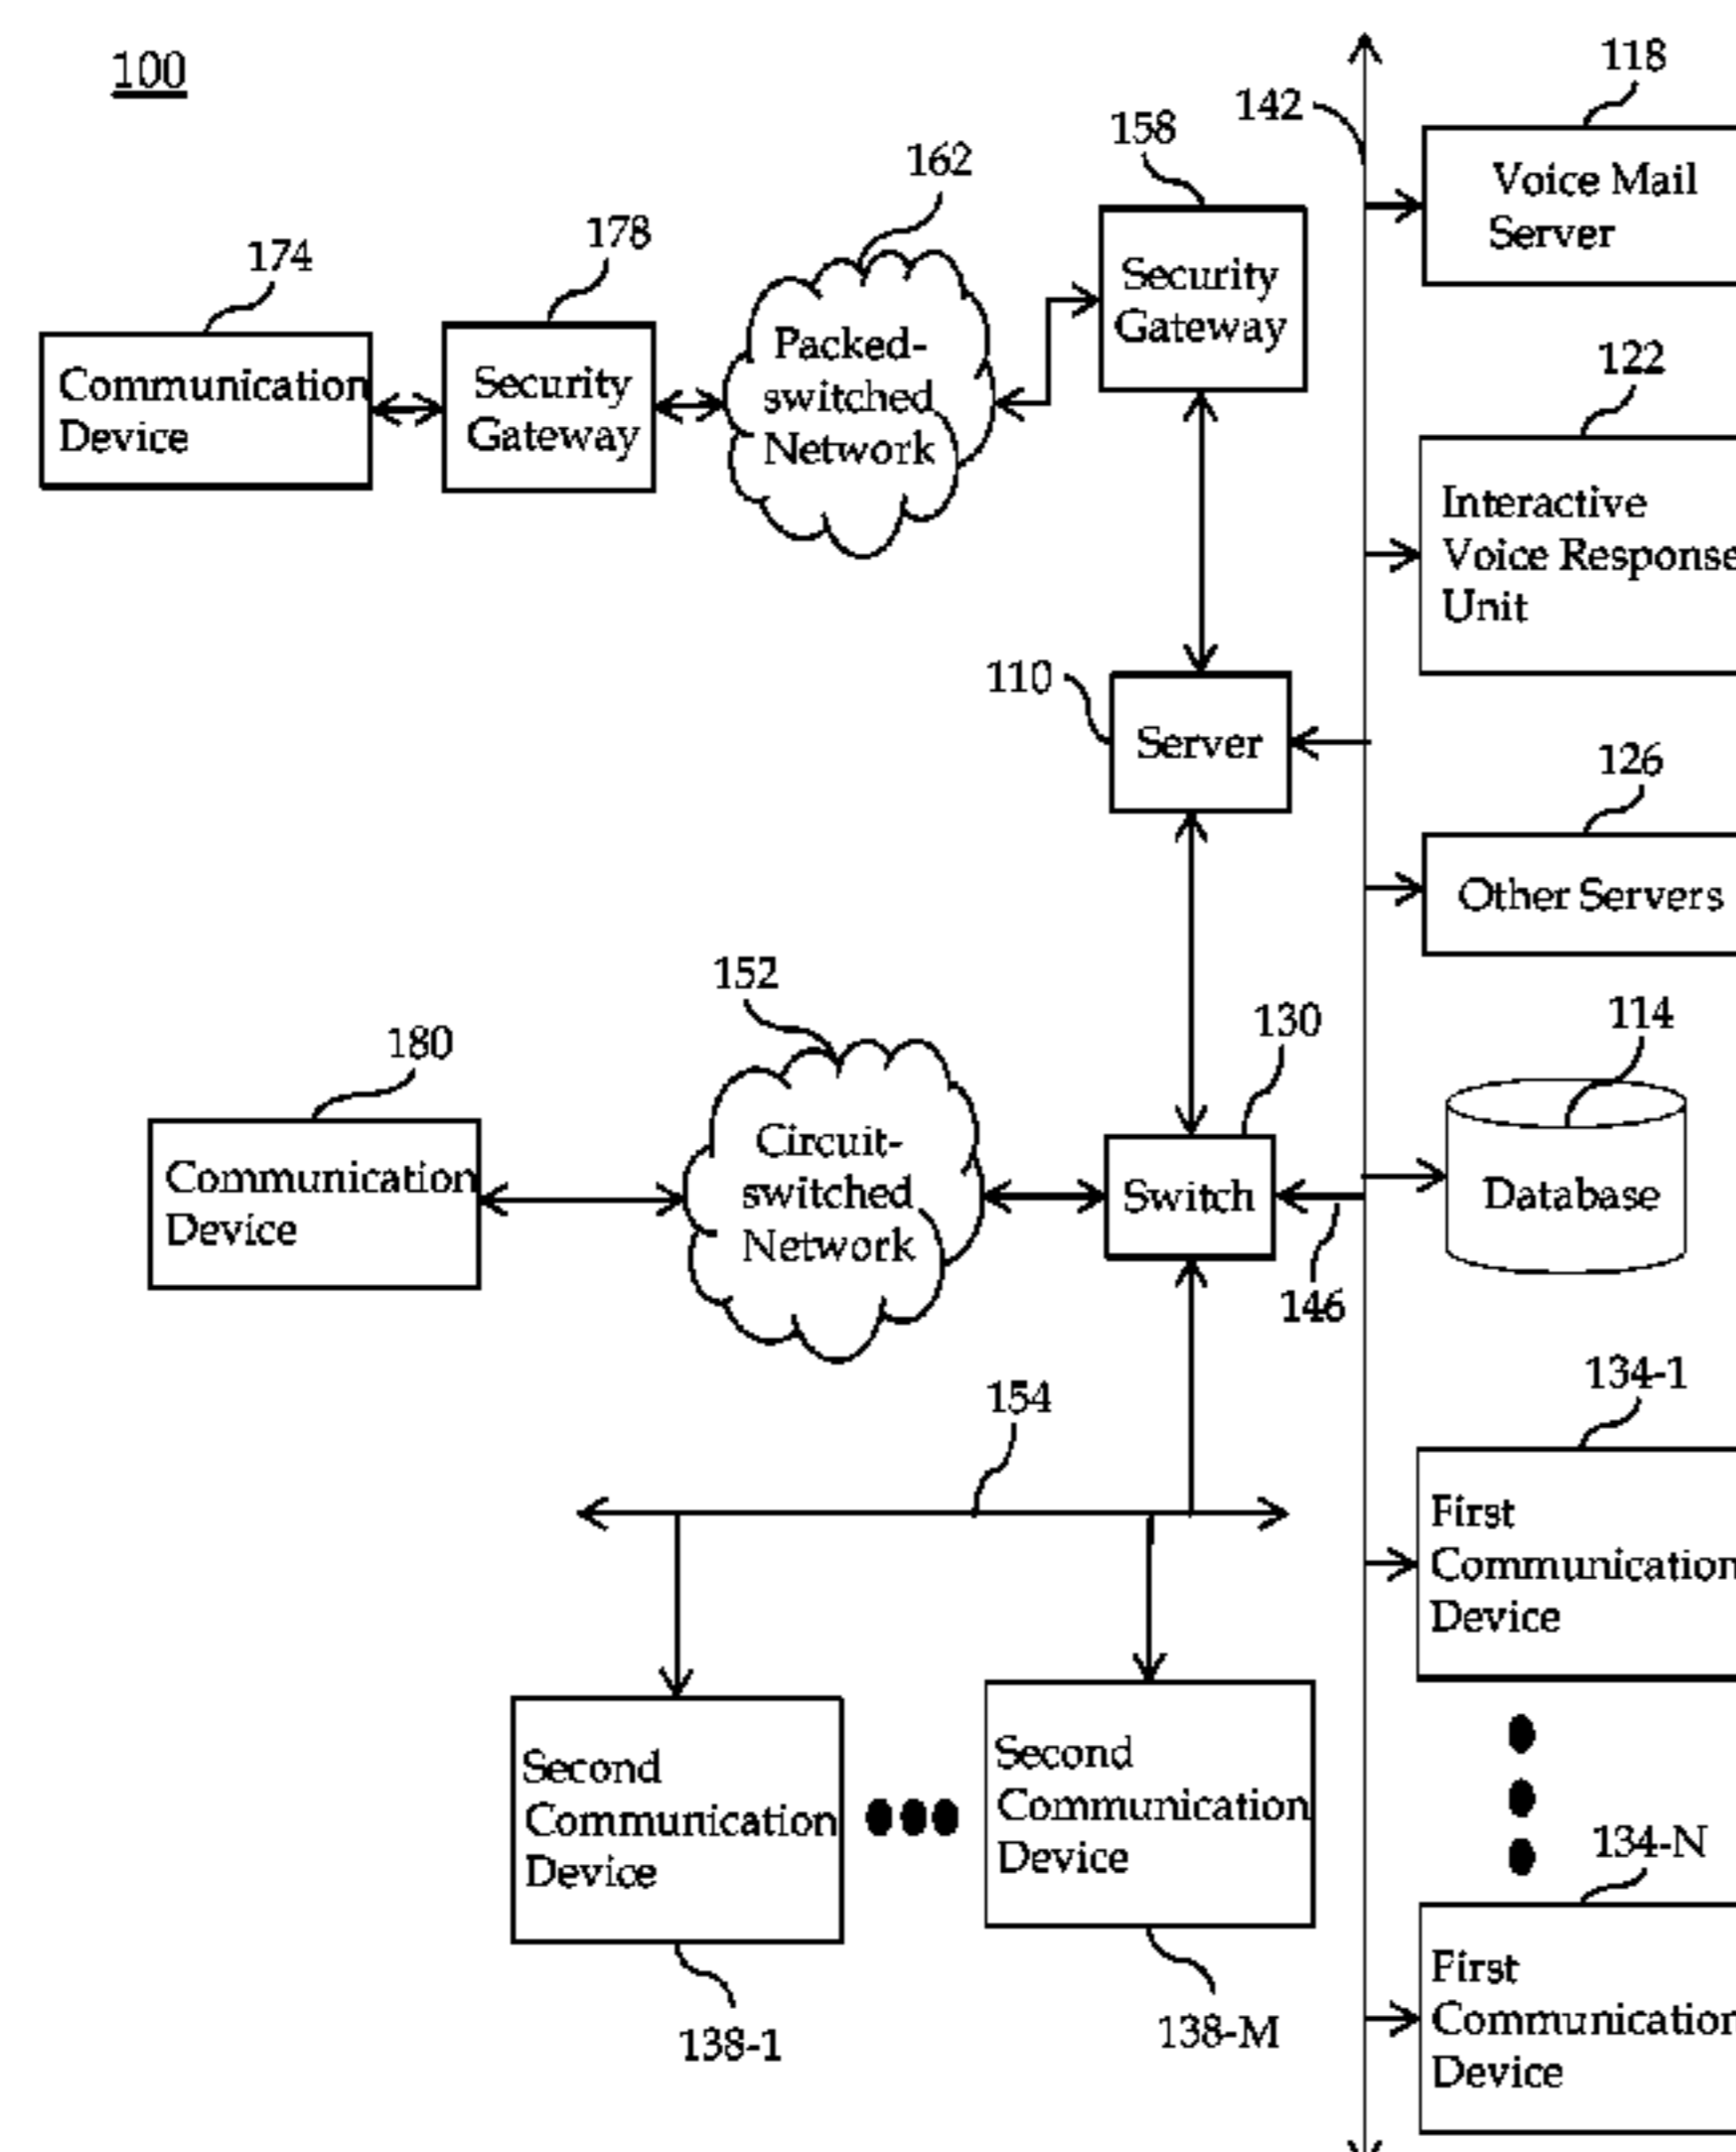 100
118
142
158
162
178
174
Voice Mail
Server
Security
Gateway
Packed-
switched
Network
Security
Gateway
Communication
Device
122
Interactive
Voice Response
Unit
110
Server
126
Other Servers
152
130
114
180
Circuit-
switched
Network
Communication
Device
Switch
Database
146
134-1
154
First
Communication
Device
Second
Communication
Device
Second
Communication
Device
134-N
First
Communication
Device
138-1
138-M